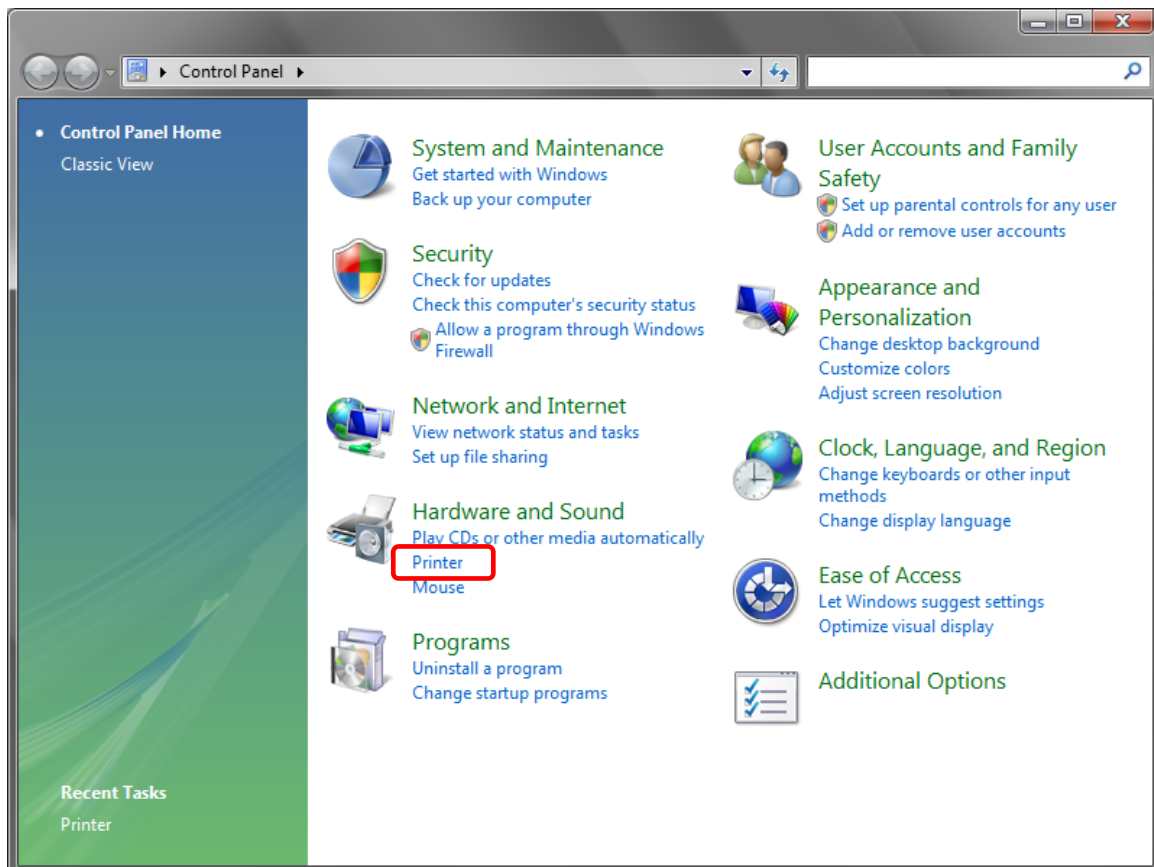 Control Panel
Control Panel Home
Classic View
Recent Tasks
Printer
System and Maintenance
Get started with Windows
Back up your computer
Security
Check for updates
Check this computer's security status
Allow a program through Windows
Firewall
Network and Internet
View network status and tasks
Set up file sharing
Hardware and Sound
Play CDs or other media automatically
Printer
Mouse
Programs
Uninstall a program
Change startup programs
User Accounts and Family
Safety
Set up parental controls for any user
Add or remove user accounts
Appearance and
Personalization
Change desktop background
Customize colors
Adjust screen resolution
Clock, Language, and Region
Change keyboards or other input
methods
Change display language
Ease of Access
Let Windows suggest settings
Optimize visual display
Additional Options